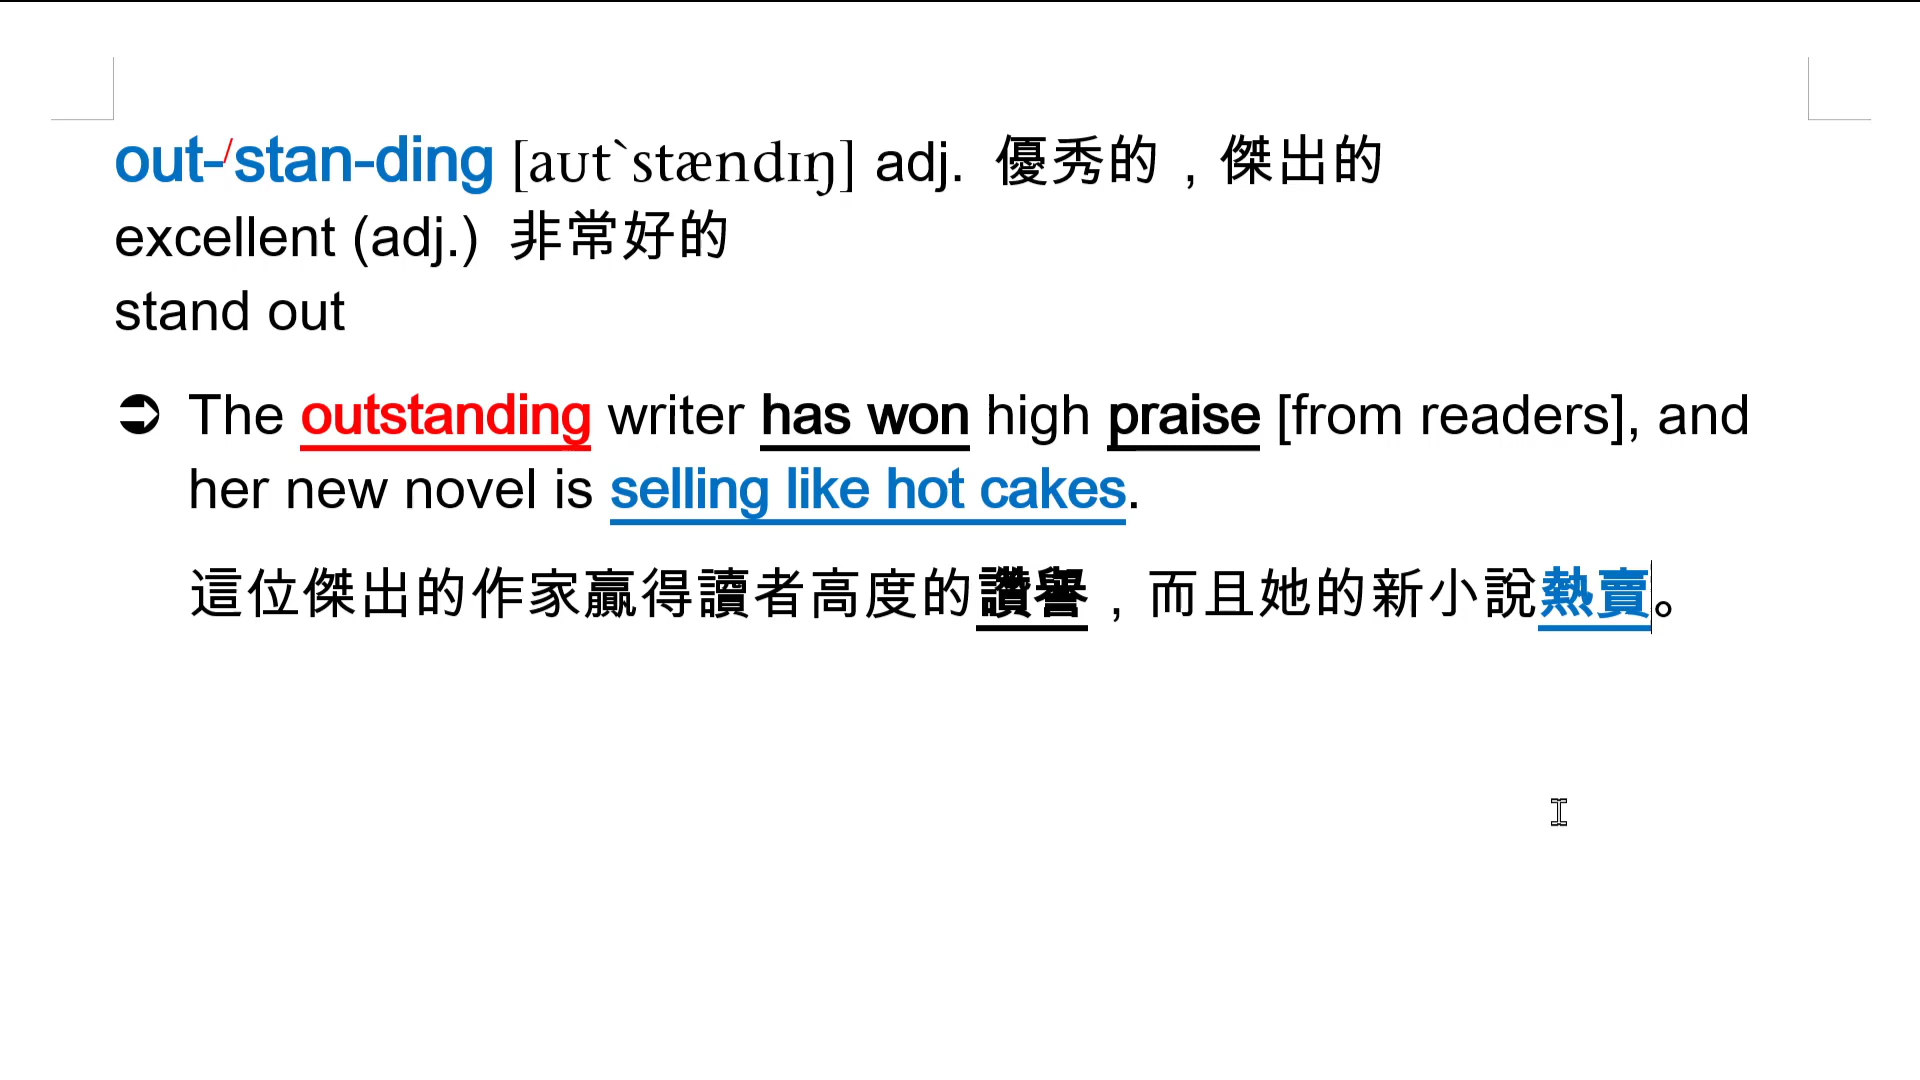 out-/stan-ding [aʊt`stændɪŋ] adj. 優秀的，傑出的
excellent (adj.) 非常好的
stand out
➲ The outstanding writer has won high praise [from readers], and
her new novel is selling like hot cakes.
這位傑出的作家贏得讀者高度的讚譽，而且她的新小說熱賣。